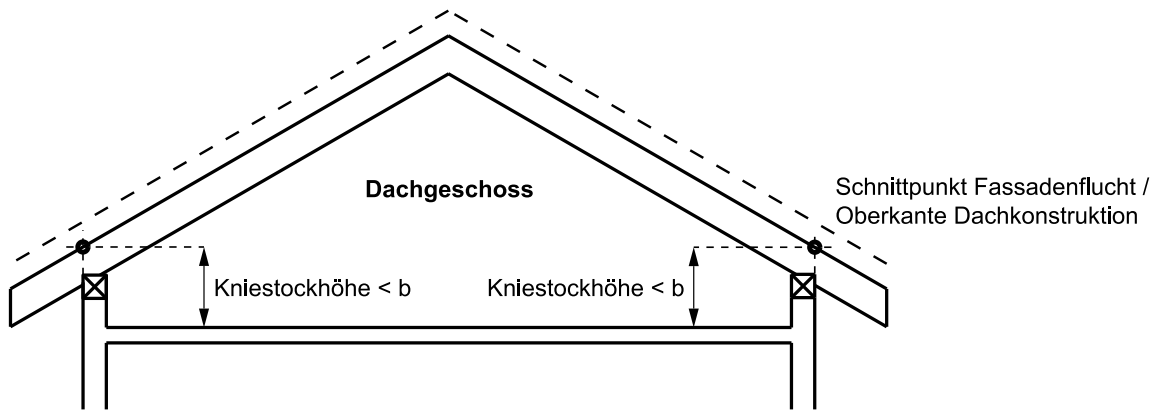 Dachgeschoss
Schnittpunkt Fassadenflucht /
Oberkante Dachkonstruktion
Kniestockhöhe < b
Kniestockhöhe < b